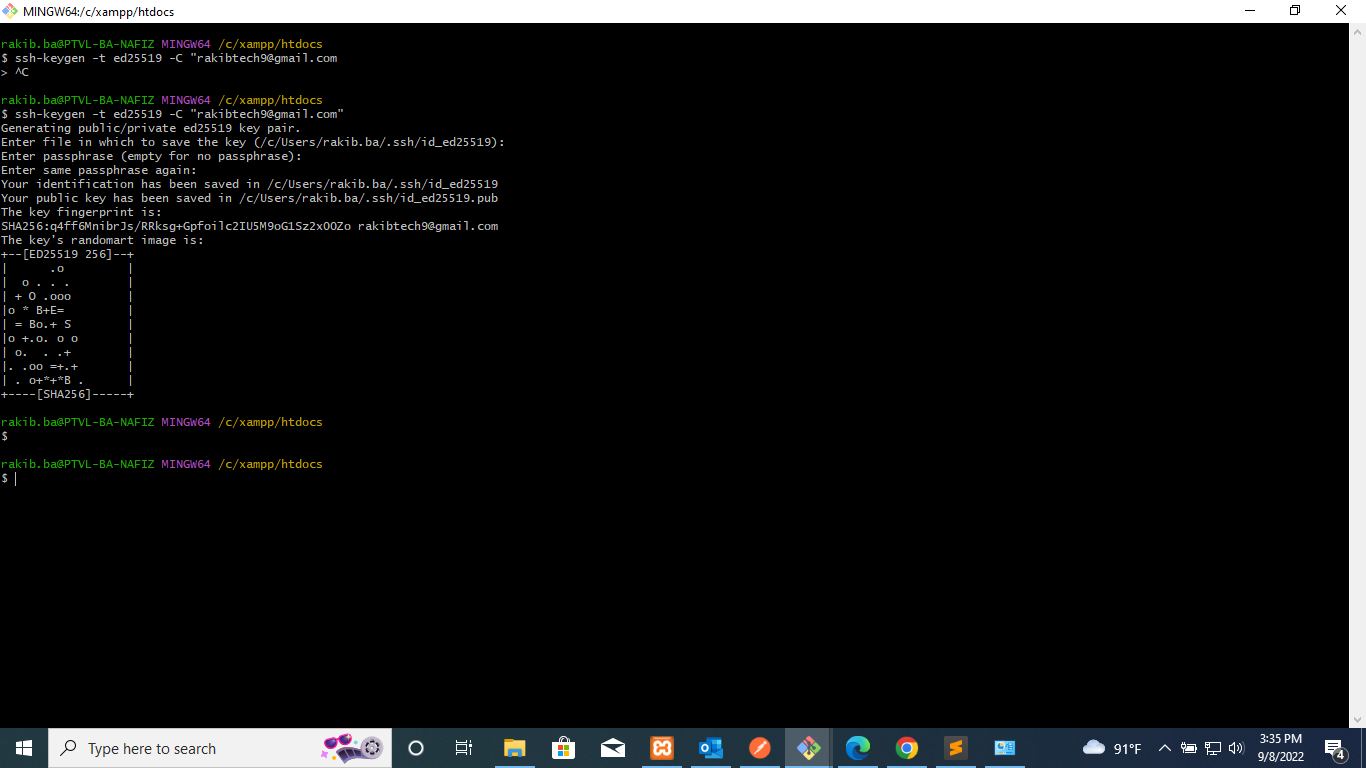 MINGW64:/c/xampp/htdocs
rakib.ba@PTVL-BA-NAFIZ MINGW64 /c/xampp/htdocs
$ ssh-keygen -t ed25519 -C "rakibtech9@gmail.com
> ^C
rakib.ba@PTVL-BA-NAFIZ MINGW64 /c/xampp/htdocs
$ ssh-keygen -t ed25519 -C "rakibtech9@gmail.com"
Generating public/private ed25519 key pair.
Enter file in which to save the key (/c/Users/rakib.ba/.ssh/id_ed25519):
Enter passphrase (empty for no passphrase):
Enter same passphrase again:
Your identification has been saved in /c/Users/rakib.ba/.ssh/id_ed25519
Your public key has been saved in /c/Users/rakib.ba/.ssh/id_ed25519.pub
The key fingerprint is:
SHA256:q4ff6MnibrJs/RRksg+Gpfoilc2IU5M9oG1Sz2xOOZo rakibtech9@gmail.com
The key's randomart image is:
+--[ED25519 256]--+
|      .o         |
|  o . . .        |
| + O .ooo        |
|o * B+E=         |
| = Bo.+ S        |
|o +.o. o o       |
| o.  . .+        |
|. .oo =+.+       |
| . o+*+*B .      |
+----[SHA256]-----+
rakib.ba@PTVL-BA-NAFIZ MINGW64 /c/xampp/htdocs
$
rakib.ba@PTVL-BA-NAFIZ MINGW64 /c/xampp/htdocs
$
Type here to search
91°F
3:35 PM
9/8/2022
4